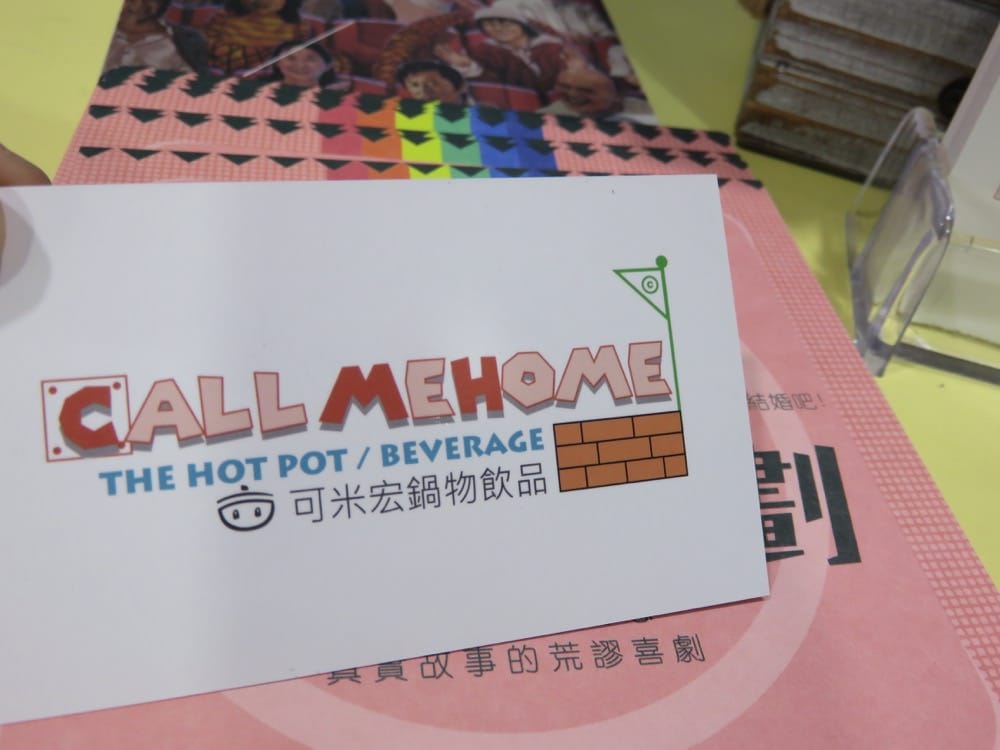 ©
CALL MEHOME
THE HOT POT / BEVERAGE
可米宏鍋物飲品
結婚吧!
劃
真實故事的荒謬喜劇